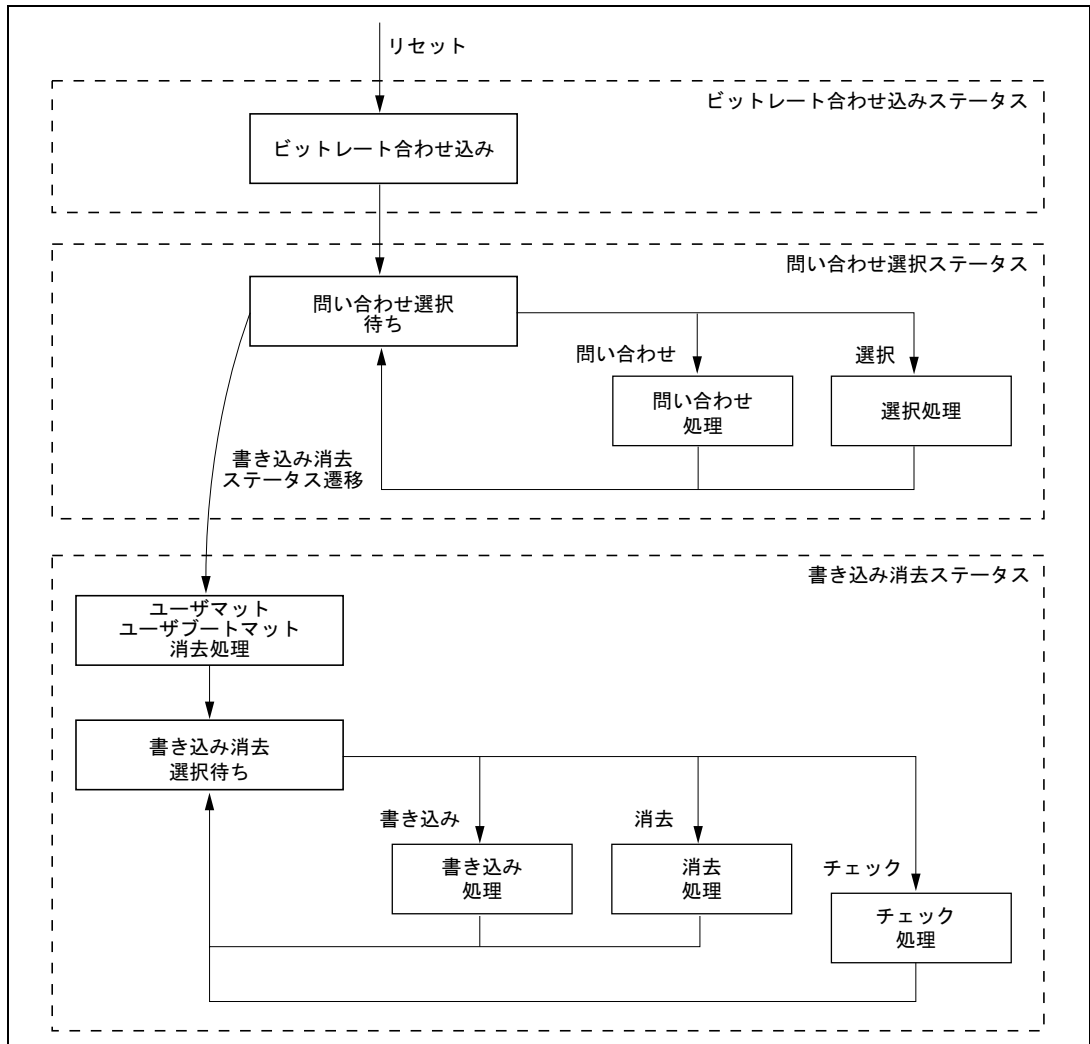 リセット
ビットレート合わせ込みステータス
ビットレート合わせ込み
問い合わせ選択ステータス
問い合わせ選択
待ち
問い合わせ
選択
問い合わせ
処理
選択処理
書き込み消去
ステータス遷移
書き込み消去ステータス
ユーザマット
ユーザブートマット
消去処理
書き込み消去
選択待ち
書き込み
消去
チェック
書き込み
処理
消去
処理
チェック
処理